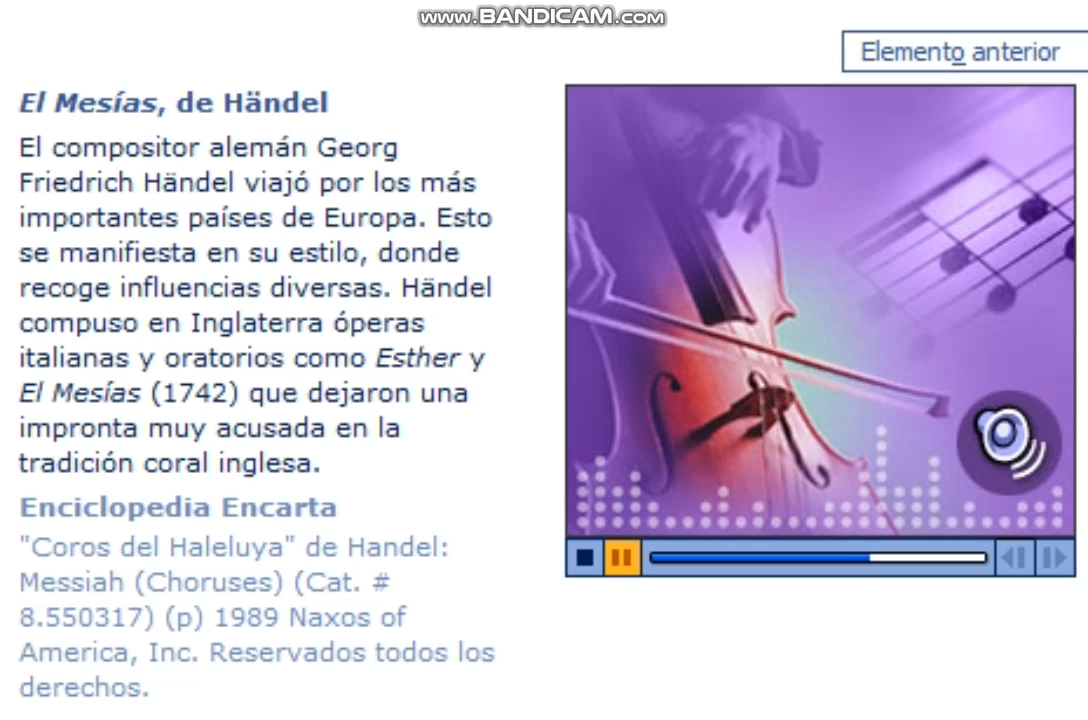 www.BANDICAM.com
Elemento anterior
El Mesías, de Händel
El compositor alemán Georg
Friedrich Händel viajó por los más
importantes países de Europa. Esto
se manifiesta en su estilo, donde
recoge influencias diversas. Händel
compuso en Inglaterra óperas
italianas y oratorios como Esther y
El Mesías (1742) que dejaron una
impronta muy acusada en la
tradición coral inglesa.
Enciclopedia Encarta
"Coros del Haleluya" de Handel:
Messiah (Choruses) (Cat. #
8.550317) (p) 1989 Naxos of
America, Inc. Reservados todos los
derechos.